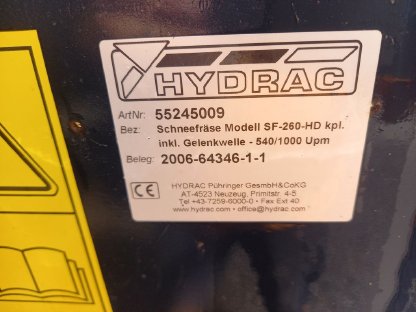 HYDRAC
ArtNr: 55245009
Bez: Schneefräse Modell SF-260-HD kpl.
inkl. Gelenkwelle - 540/1000 Upm
Beleg: 2006-64346-1-1
CE
HYDRAC Pühringer GesmbH&CoKG
AT-4523 Neuzeug, Primitstr. 4-5
Tel +43-7259-6000-0 • Fax Ext 40
www.hydrac.com • office@hydrac.com